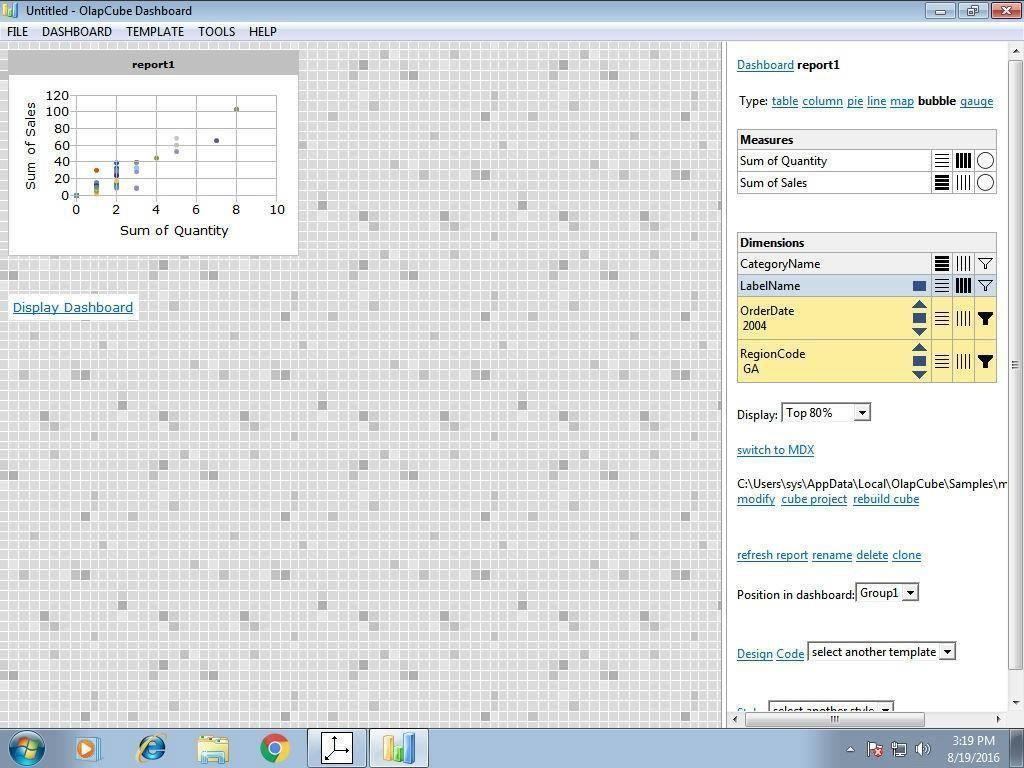 Untitled - OlapCube Dashboard
FILE DASHBOARD TEMPLATE TOOLS HELP
report1
120
100
80
60
40
20
0
0 2 4 6 8 10
Sum of Sales
Sum of Quantity
Display Dashboard
Dashboard report1
Type: table column pie line map bubble gauge
Measures
Sum of Quantity
Sum of Sales
Dimensions
CategoryName
LabelName
OrderDate
2004
RegionCode
GA
Display: Top 80%
switch to MDX
C:\Users\sys\AppData\Local\OlapCube\Samples\m
modify cube project rebuild cube
refresh report rename delete clone
Position in dashboard: Group1
Design Code select another template
select another style
3:19 PM
8/19/2016